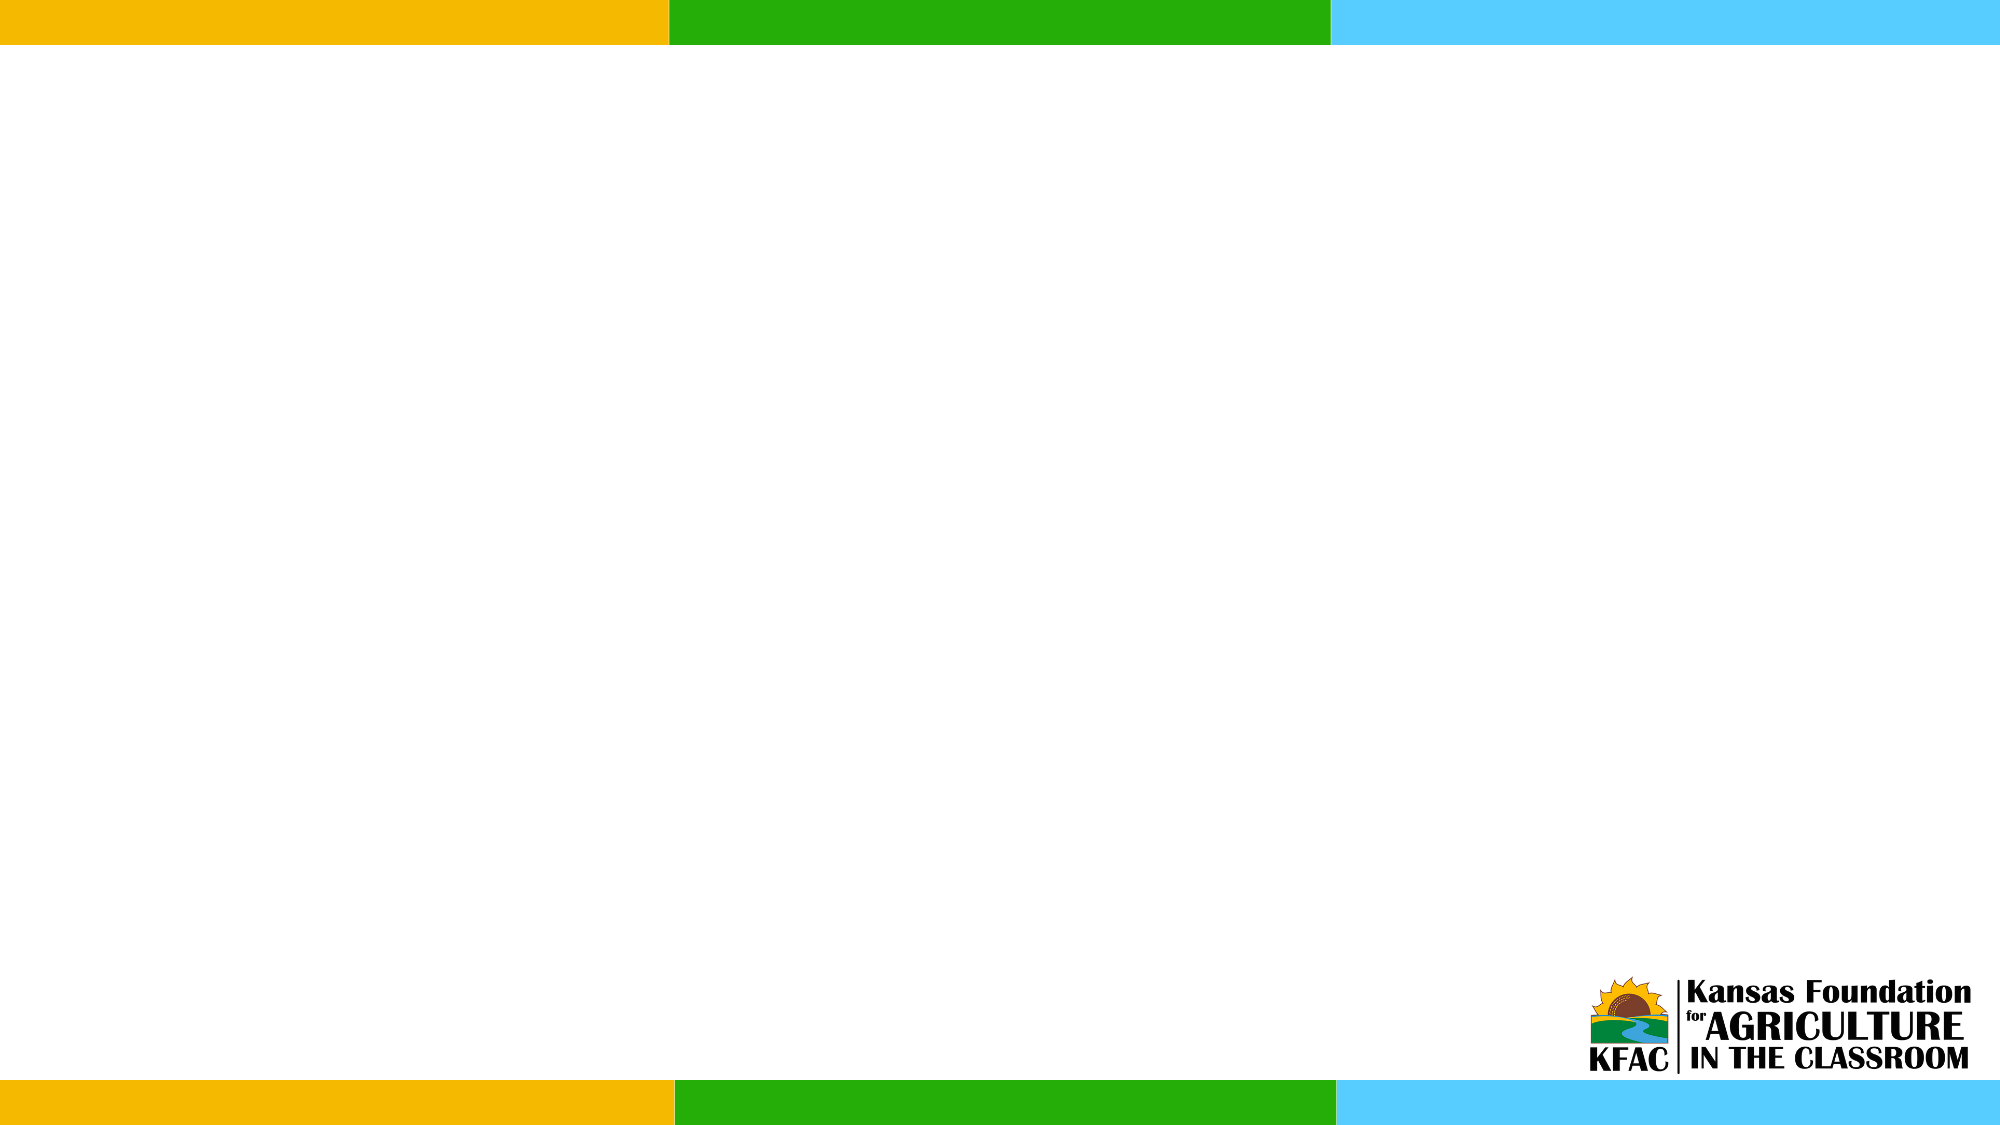 Kansas Foundation
for AGRICULTURE
IN THE CLASSROOM
KFAC